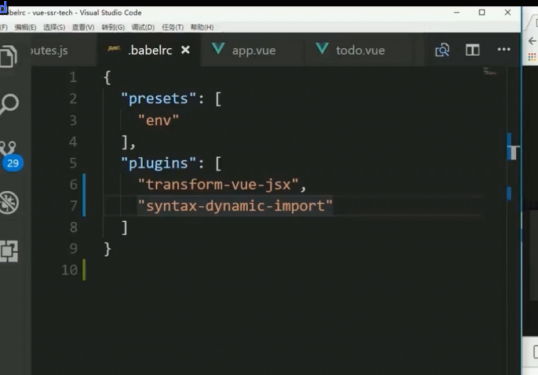 .babelrc - vue-ssr-tech - Visual Studio Code
编辑(E) 选择(S) 查看(V) 转到(G) 调试(D) 任务(T) 帮助(H)
outes.js .babelrc app.vue todo.vue
1 {
2 "presets": [
3 "env"
4 ],
5 "plugins": [
6 "transform-vue-jsx",
7 "syntax-dynamic-import"
8 ]
9 }
10
29